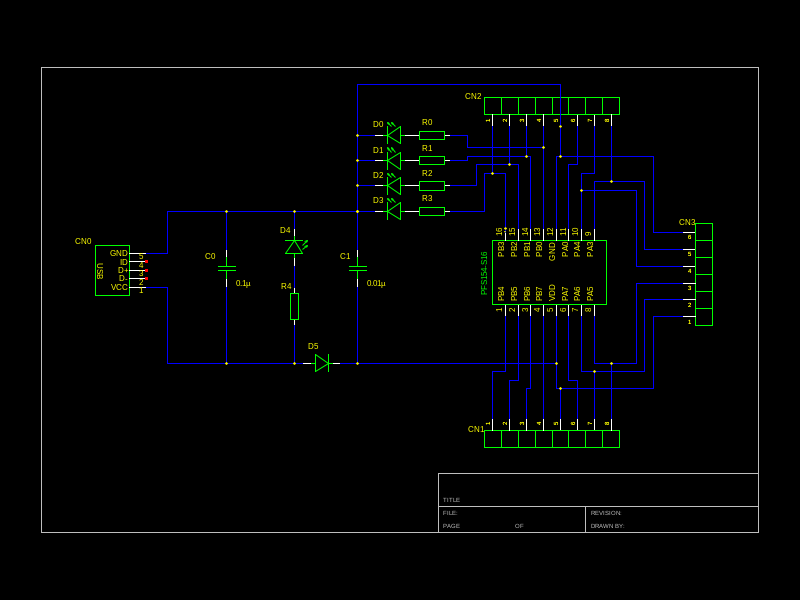 CN2
1 2 3 4 5 6 7 8
D0 R0
D1 R1
D2 R2
D3 R3
CN3
6
5
4
3
2
1
CN0
USB
GND 5
ID 4
D+ 3
D- 2
VCC 1
C0
0.1µ
D4
R4
C1
0.01µ
D5
16 15 14 13 12 11 10 9
PB3 PB2 PB1 PB0 GND PA0 PA4 PA3
PFS154-S16
PB4 PB5 PB6 PB7 VDD PA7 PA6 PA5
1 2 3 4 5 6 7 8
1 2 3 4 5 6 7 8
CN1
TITLE
FILE: REVISION:
PAGE OF DRAWN BY: